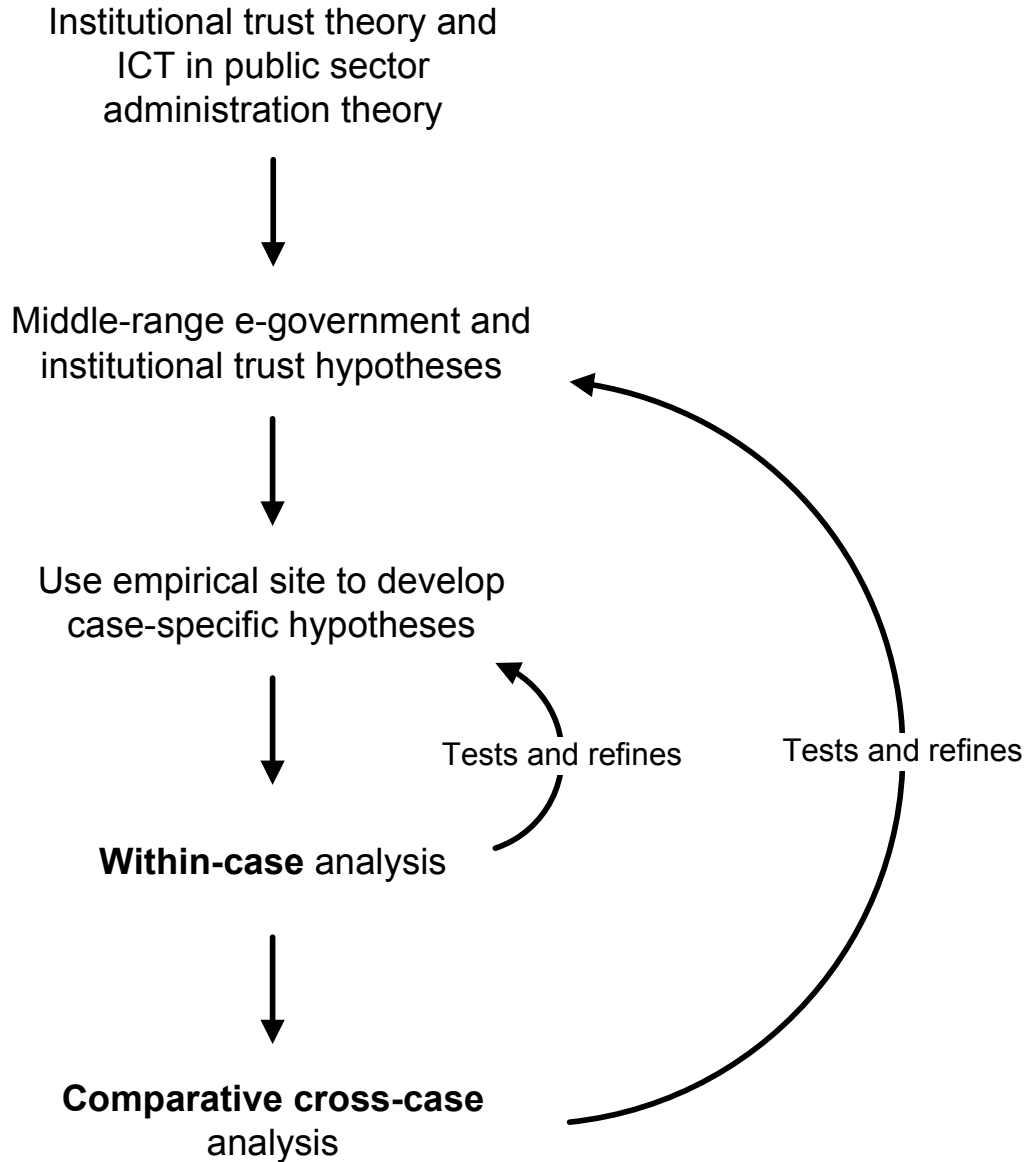 Institutional trust theory and
ICT in public sector
administration theory
Middle-range e-government and
institutional trust hypotheses
Use empirical site to develop
case-specific hypotheses
Tests and refines
Tests and refines
Within-case analysis
Comparative cross-case
analysis